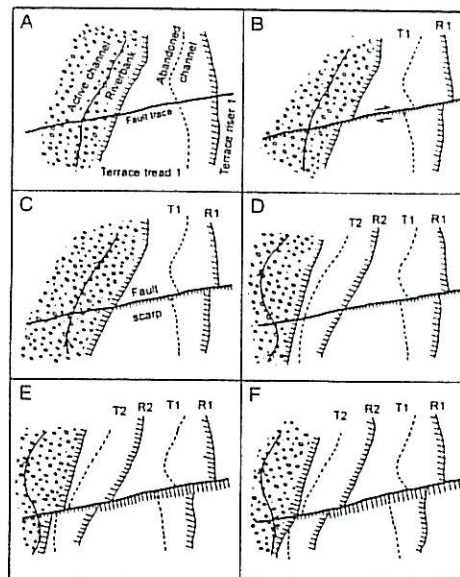 A
Active channel
Riverbank
Abandoned
channel
Fault trace
Terrace riser 1
Terrace tread 1
B
T1
R1
C
T1
R1
Fault
scarp
D
T2
R2
T1
R1
E
T2
R2
T1
R1
F
T2
R2
T1
R1